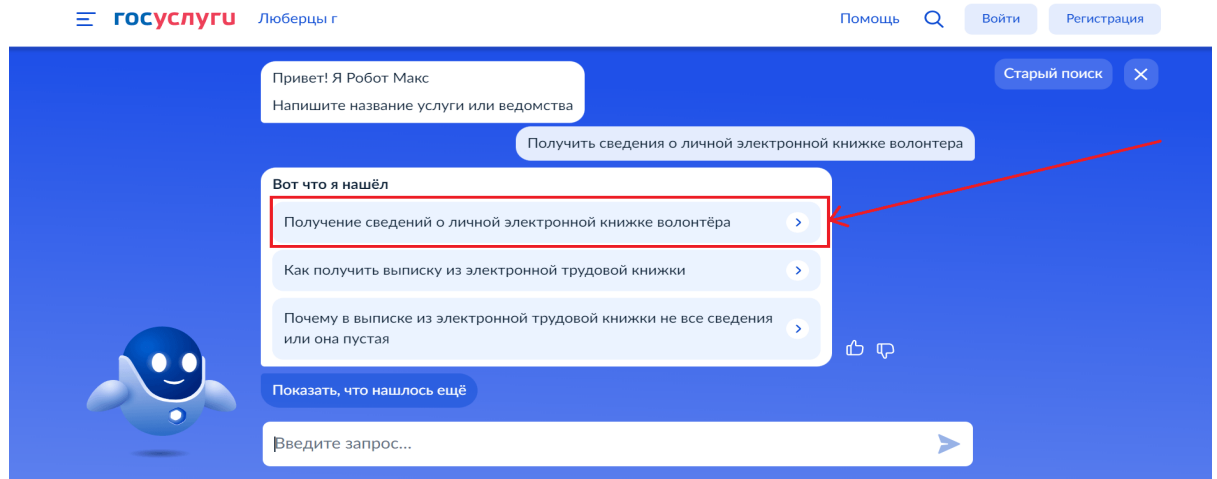 госуслуги Люберцы г Помощь Войти Регистрация
Старый поиск
Привет! Я Робот Макс
Напишите название услуги или ведомства
Получить сведения о личной электронной книжке волонтера
Вот что я нашёл
Получение сведений о личной электронной книжке волонтёра
Как получить выписку из электронной трудовой книжки
Почему в выписке из электронной трудовой книжки не все сведения
или она пустая
Показать, что нашлось ещё
Введите запрос...